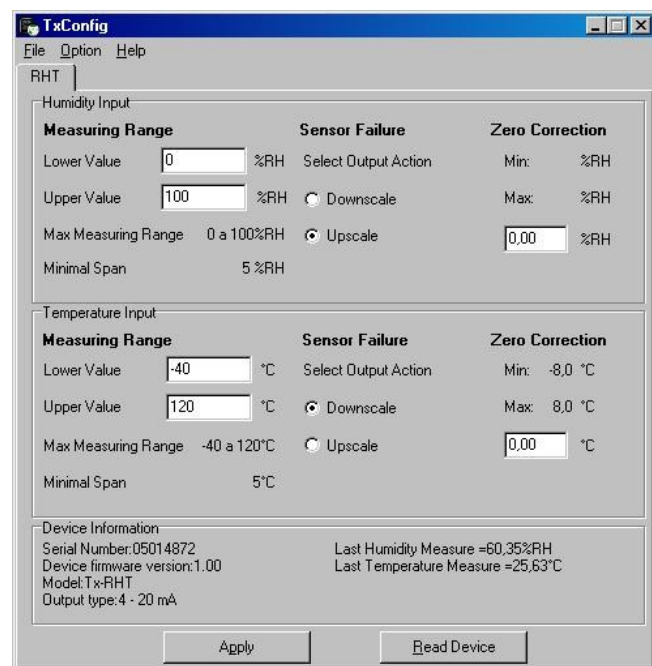 TxConfig
File Option Help
RHT
Humidity Input
Measuring Range Sensor Failure Zero Correction
Lower Value 0 %RH Select Output Action Min: %RH
Upper Value 100 %RH Downscale Max: %RH
Max Measuring Range 0 a 100%RH Upscale 0,00 %RH
Minimal Span 5 %RH
Temperature Input
Measuring Range Sensor Failure Zero Correction
Lower Value -40 °C Select Output Action Min: -8,0 °C
Upper Value 120 °C Downscale Max: 8,0 °C
Max Measuring Range -40 a 120°C Upscale 0,00 °C
Minimal Span 5°C
Device Information
Serial Number:05014872 Last Humidity Measure =60,35%RH
Device firmware version:1.00 Last Temperature Measure =25,63°C
Model:Tx-RHT
Output type:4 - 20 mA
Apply Read Device